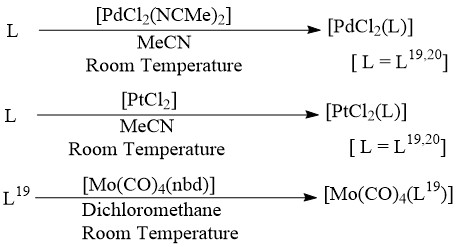 L [PdCl₂(NCMe)₂] [PdCl₂(L)]
MeCN
Room Temperature [ L = L¹⁹,²⁰]
L [PtCl₂] [PtCl₂(L)]
MeCN
Room Temperature [ L = L¹⁹,²⁰]
L¹⁹ [Mo(CO)₄(nbd)] [Mo(CO)₄(L¹⁹)]
Dichloromethane
Room Temperature